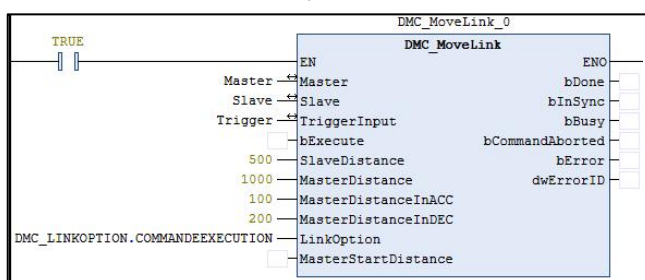 DMC_MoveLink_0
TRUE
DMC_MoveLink
EN ENO
Master Master bDone
Slave Slave bInSync
Trigger TriggerInput bBusy
bExecute bCommandAborted
500 SlaveDistance bError
1000 MasterDistance dwErrorID
100 MasterDistanceInACC
200 MasterDistanceInDEC
DMC_LINKOPTION.COMMANDEEXECUTION LinkOption
MasterStartDistance